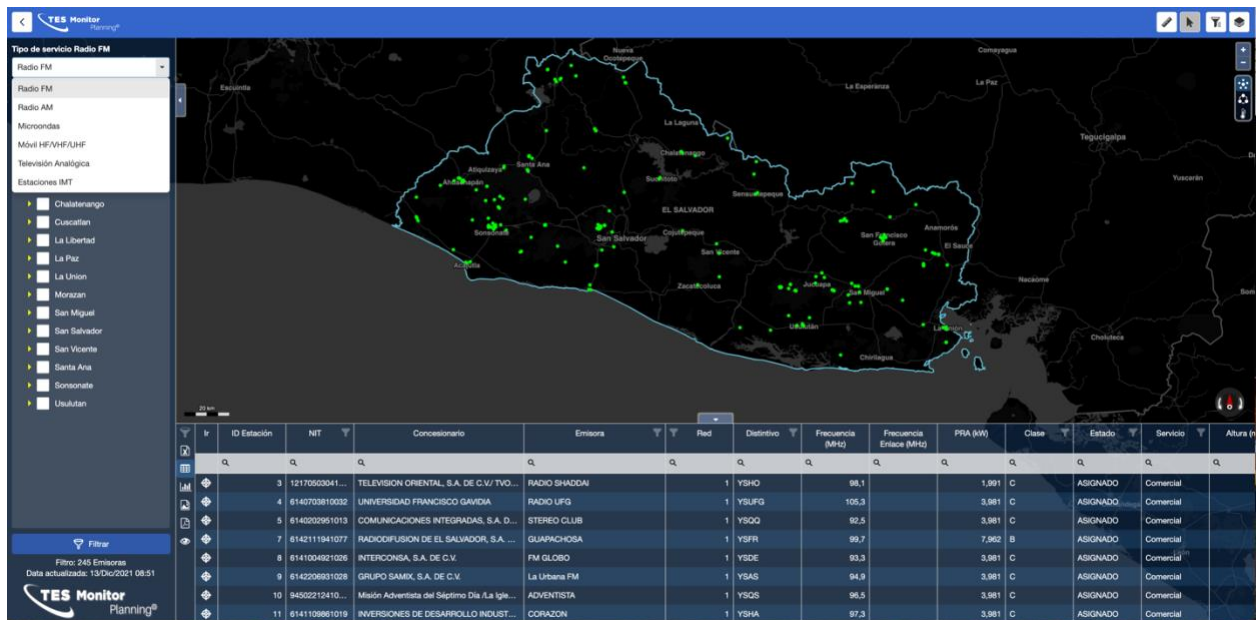 TES Monitor
Planning®
Tipo de servicio Radio FM
Radio FM
Radio FM
Radio AM
Microondas
Móvil HF/VHF/UHF
Televisión Analógica
Estaciones IMT
Chalatenango
Cuscatlan
La Libertad
La Paz
La Union
Morazan
San Miguel
San Salvador
San Vicente
Santa Ana
Sonsonate
Usulutan
Filtrar
Filtro: 245 Emisoras
Data actualizada: 13/Dic/2021 08:51
TES Monitor
Planning®
Nueva Ocotepeque
Comayagua
Escuintla
La Esperanza
La Paz
La Laguna
Tegucigalpa
Chalatenango
Atiquizaya
Santa Ana
Yuscarán
Ahuachapán
Suchitoto
Sensuntepeque
EL SALVADOR
Sonsonate
San Salvador
Cojutepeque
San Francisco Gotera
Anamorós
San Vicente
El Sauce
Acajutla
Zacatecoluca
Jucuapa
San Miguel
Nacaome
Usulután
La Unión
Choluteca
Chirilagua
20 km
Ir ID Estación NIT Concesionario Emisora Red Distintivo Frecuencia (MHz) Frecuencia Enlace (MHz) PRA (kW) Clase Estado Servicio Altura (m
3 12170503041... TELEVISION ORIENTAL, S.A. DE C.V./ TVO... RADIO SHADDAI 1 YSHO 98,1 1,991 C ASIGNADO Comercial
4 6140703810032 UNIVERSIDAD FRANCISCO GAVIDIA RADIO UFG 1 YSUFG 105,3 3,981 C ASIGNADO Comercial
5 6140202951013 COMUNICACIONES INTEGRADAS, S.A. D... STEREO CLUB 1 YSQQ 92,5 3,981 C ASIGNADO Comercial
7 6142111941077 RADIODIFUSION DE EL SALVADOR, S.A. ... GUAPACHOSA 1 YSFR 99,7 7,962 B ASIGNADO Comercial
8 6141004921026 INTERCONSA, S.A. DE C.V. FM GLOBO 1 YSDE 93,3 3,981 C ASIGNADO Comercial
9 6142206931028 GRUPO SAMIX, S.A. DE C.V. La Urbana FM 1 YSAS 94,9 3,981 C ASIGNADO Comercial
10 94502212410... Misión Adventista del Séptimo Día /La Igle... ADVENTISTA 1 YSQS 96,5 3,981 C ASIGNADO Comercial
11 6141109861019 INVERSIONES DE DESARROLLO INDUST... CORAZON 1 YSHA 97,3 3,981 C ASIGNADO Comercial